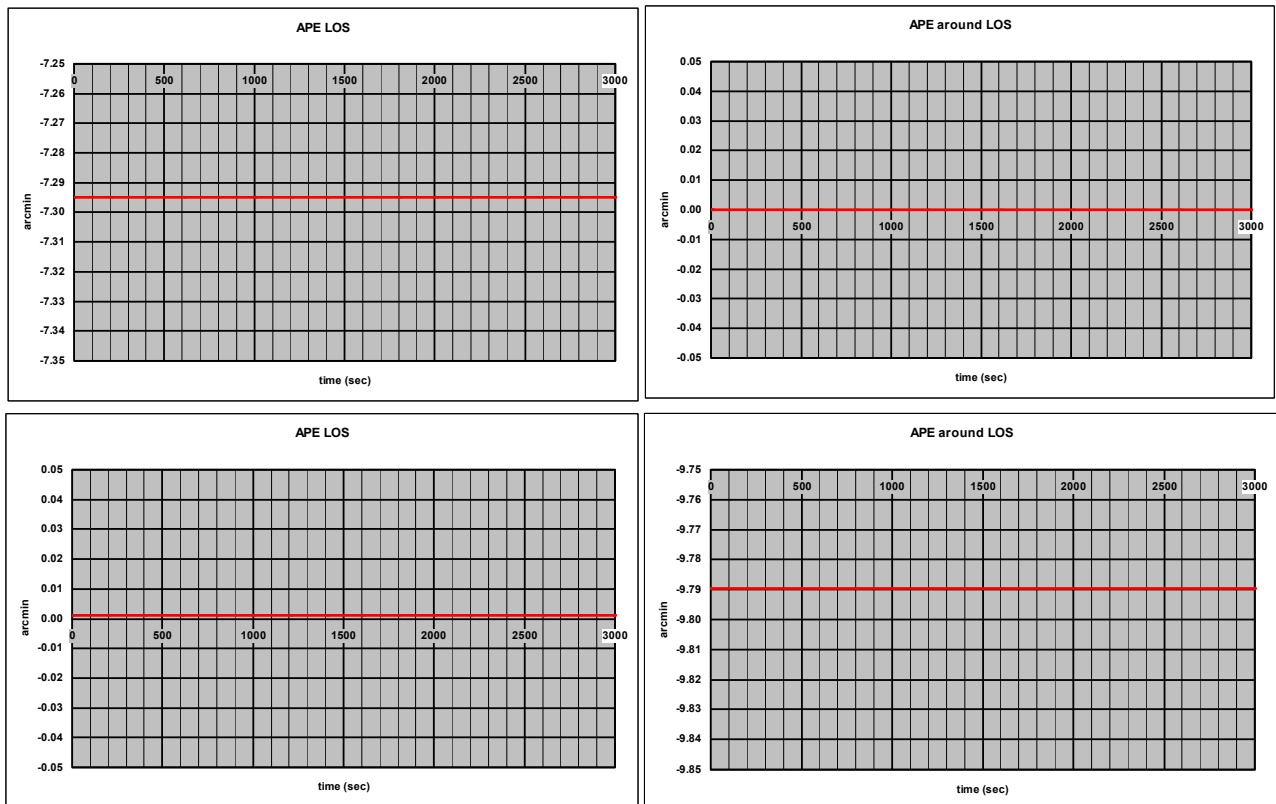 APE LOS
-7.25
0 500 1000 1500 2000 2500 3000
-7.26
-7.27
-7.28
-7.29
-7.30
-7.31
-7.32
-7.33
-7.34
-7.35
arcmin
time (sec)
APE around LOS
0.05
0.04
0.03
0.02
0.01
0.00
0 500 1000 1500 2000 2500 3000
-0.01
-0.02
-0.03
-0.04
-0.05
arcmin
time (sec)
APE LOS
0.05
0.04
0.03
0.02
0.01
0.00
0 500 1000 1500 2000 2500 3000
-0.01
-0.02
-0.03
-0.04
-0.05
arcmin
time (sec)
APE around LOS
-9.75
0 500 1000 1500 2000 2500 3000
-9.76
-9.77
-9.78
-9.79
-9.80
-9.81
-9.82
-9.83
-9.84
-9.85
arcmin
time (sec)